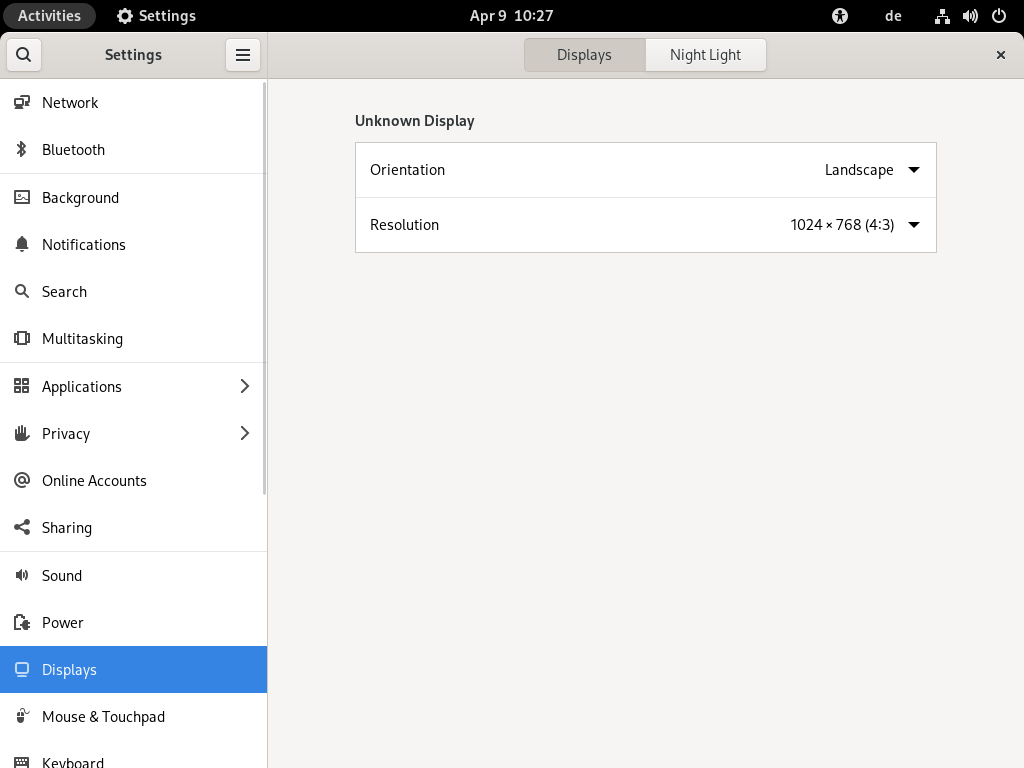 Activities
Settings
Apr 9 10:27
de
Settings
Displays
Night Light
Network
Bluetooth
Background
Notifications
Search
Multitasking
Applications
Privacy
Online Accounts
Sharing
Sound
Power
Displays
Mouse & Touchpad
Keyboard
Unknown Display
Orientation
Landscape
Resolution
1024 × 768 (4:3)